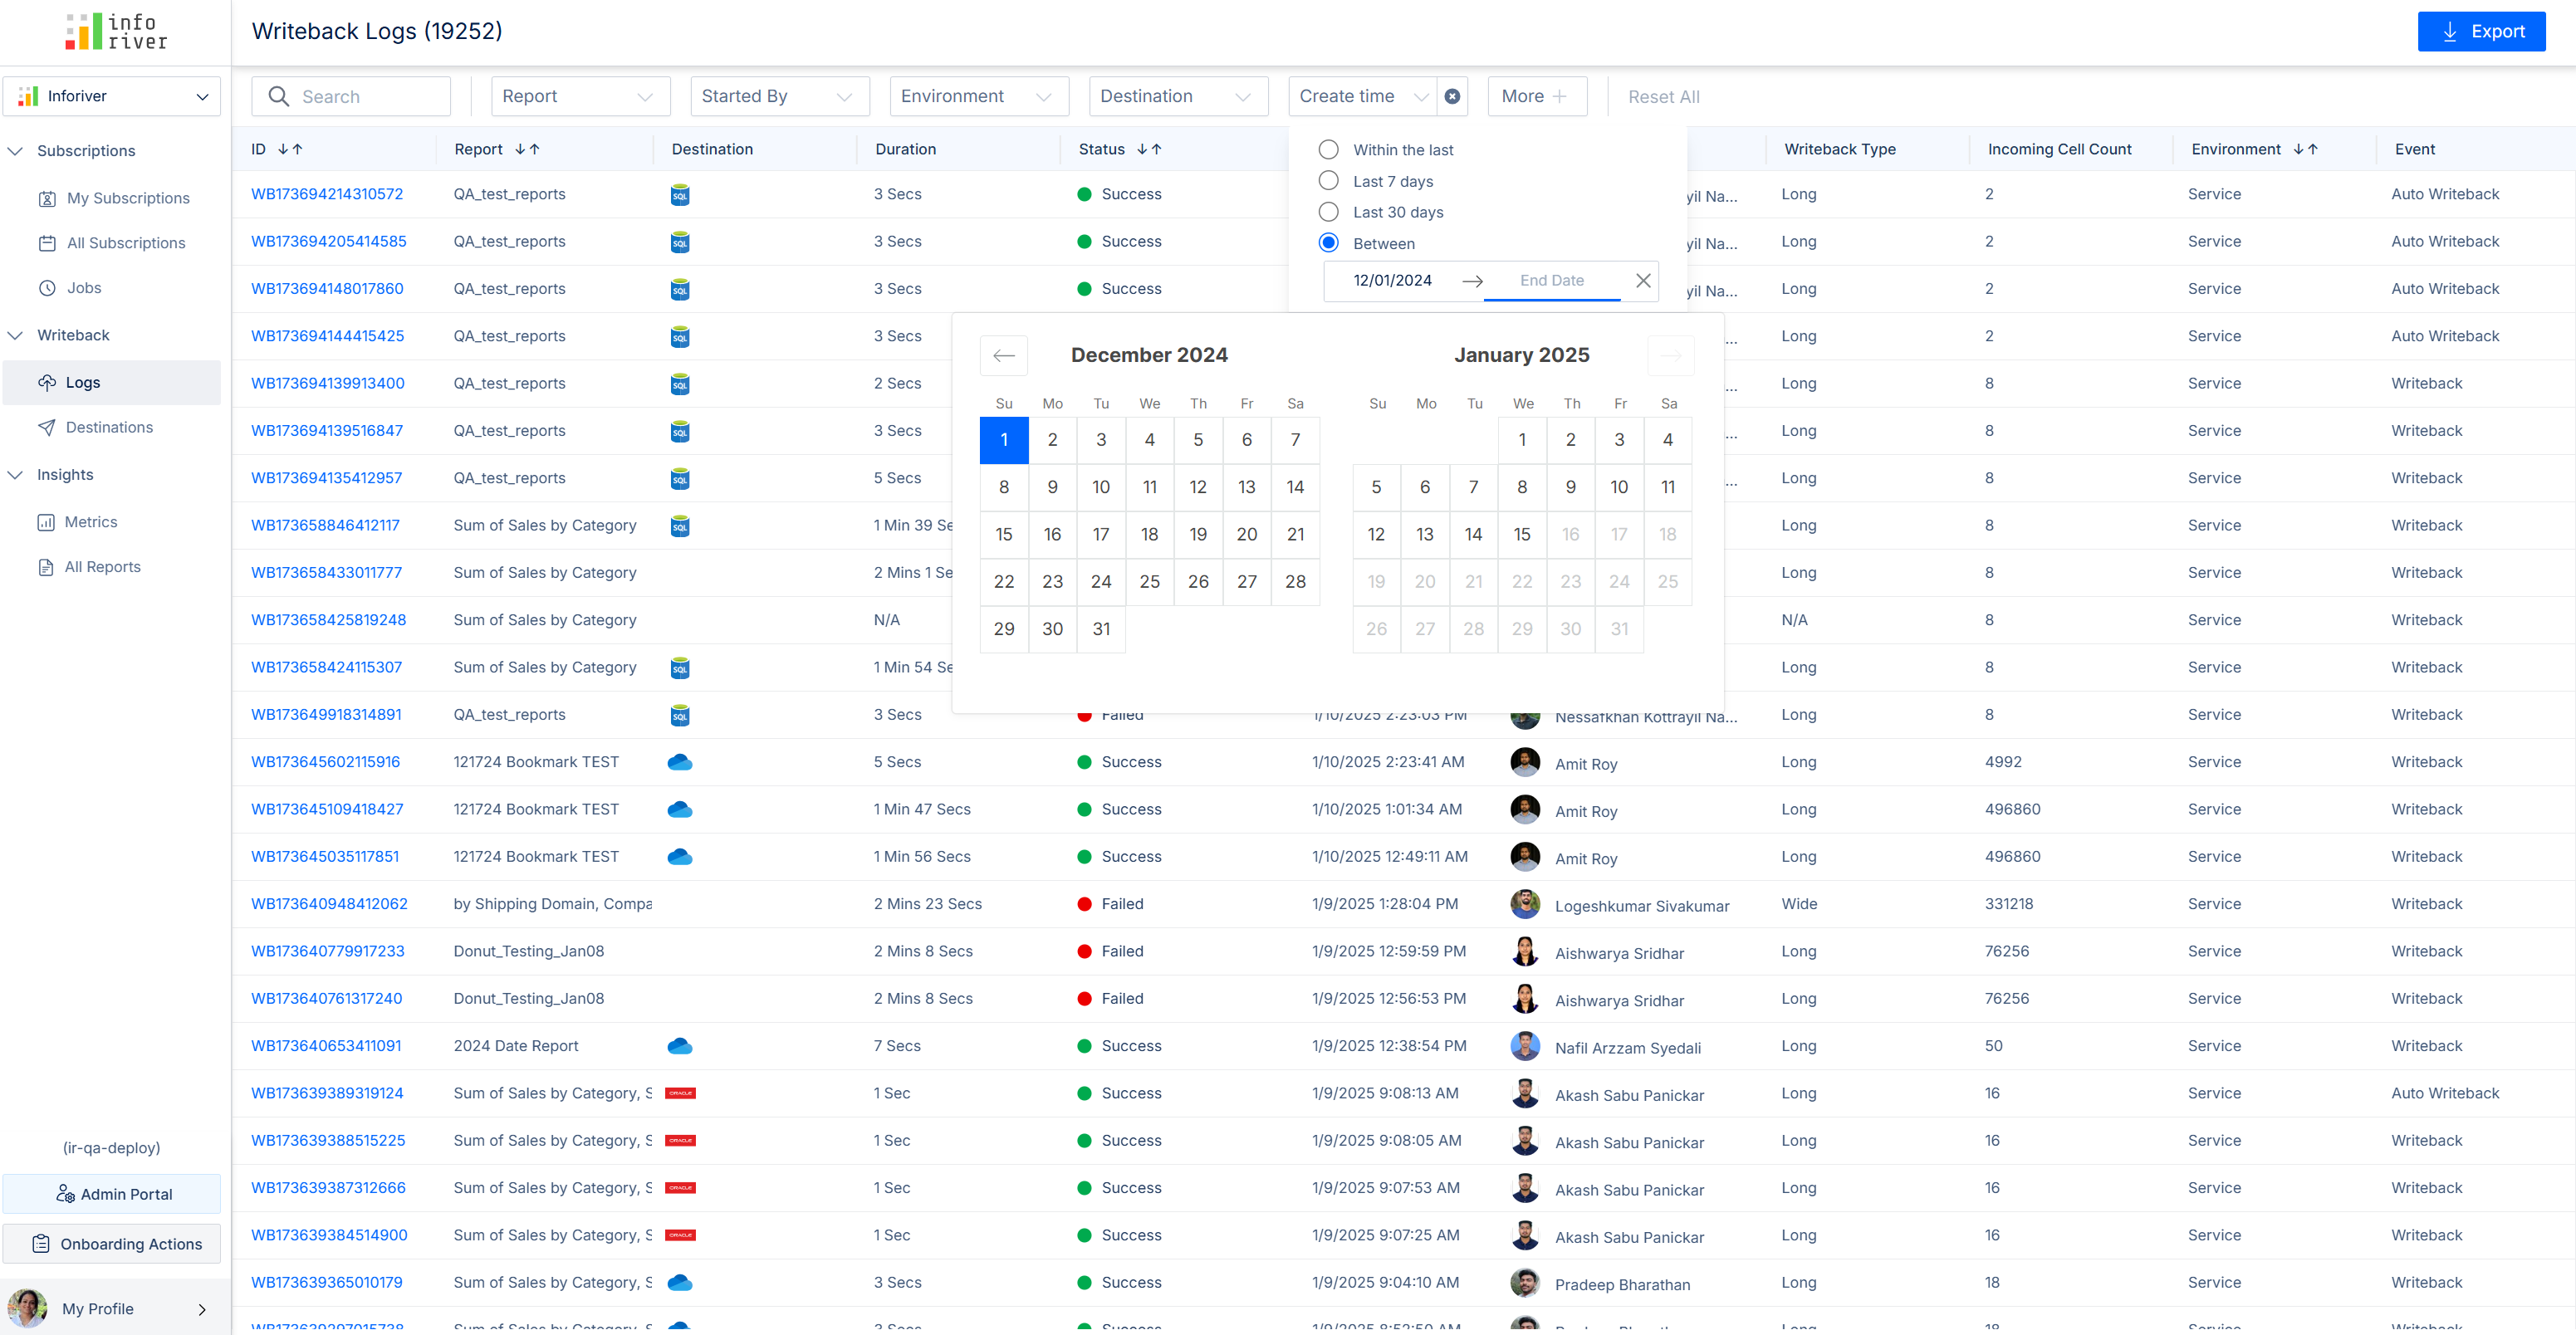 info
river
Writeback Logs (19252)
Export
Inforiver
Search
Report
Started By
Environment
Destination
Create time
More
Reset All
Subscriptions
My Subscriptions
All Subscriptions
Jobs
Writeback
Logs
Destinations
Insights
Metrics
All Reports
(ir-qa-deploy)
Admin Portal
Onboarding Actions
My Profile
ID Report Destination Duration Status Writeback Type Incoming Cell Count Environment Event
WB173694214310572 QA_test_reports SQL 3 Secs Success yil Na... Long 2 Service Auto Writeback
WB173694205414585 QA_test_reports SQL 3 Secs Success yil Na... Long 2 Service Auto Writeback
WB173694148017860 QA_test_reports SQL 3 Secs Success yil Na... Long 2 Service Auto Writeback
WB173694144415425 QA_test_reports SQL 3 Secs ... Long 2 Service Auto Writeback
WB173694139913400 QA_test_reports SQL 2 Secs ... Long 8 Service Writeback
WB173694139516847 QA_test_reports SQL 3 Secs ... Long 8 Service Writeback
WB173694135412957 QA_test_reports SQL 5 Secs ... Long 8 Service Writeback
WB173658846412117 Sum of Sales by Category SQL 1 Min 39 Se Long 8 Service Writeback
WB173658433011777 Sum of Sales by Category 2 Mins 1 Se Long 8 Service Writeback
WB173658425819248 Sum of Sales by Category N/A N/A 8 Service Writeback
WB173658424115307 Sum of Sales by Category SQL 1 Min 54 Se Long 8 Service Writeback
WB173649918314891 QA_test_reports SQL 3 Secs Failed 1/10/2025 2:23:03 PM Nessafkhan Kottrayil Na... Long 8 Service Writeback
WB173645602115916 121724 Bookmark TEST 5 Secs Success 1/10/2025 2:23:41 AM Amit Roy Long 4992 Service Writeback
WB173645109418427 121724 Bookmark TEST 1 Min 47 Secs Success 1/10/2025 1:01:34 AM Amit Roy Long 496860 Service Writeback
WB173645035117851 121724 Bookmark TEST 1 Min 56 Secs Success 1/10/2025 12:49:11 AM Amit Roy Long 496860 Service Writeback
WB173640948412062 by Shipping Domain, Compa 2 Mins 23 Secs Failed 1/9/2025 1:28:04 PM Logeshkumar Sivakumar Wide 331218 Service Writeback
WB173640779917233 Donut_Testing_Jan08 2 Mins 8 Secs Failed 1/9/2025 12:59:59 PM Aishwarya Sridhar Long 76256 Service Writeback
WB173640761317240 Donut_Testing_Jan08 2 Mins 8 Secs Failed 1/9/2025 12:56:53 PM Aishwarya Sridhar Long 76256 Service Writeback
WB173640653411091 2024 Date Report 7 Secs Success 1/9/2025 12:38:54 PM Nafil Arzzam Syedali Long 50 Service Writeback
WB173639389319124 Sum of Sales by Category, S ORACLE 1 Sec Success 1/9/2025 9:08:13 AM Akash Sabu Panickar Long 16 Service Auto Writeback
WB173639388515225 Sum of Sales by Category, S ORACLE 1 Sec Success 1/9/2025 9:08:05 AM Akash Sabu Panickar Long 16 Service Writeback
WB173639387312666 Sum of Sales by Category, S ORACLE 1 Sec Success 1/9/2025 9:07:53 AM Akash Sabu Panickar Long 16 Service Writeback
WB173639384514900 Sum of Sales by Category, S ORACLE 1 Sec Success 1/9/2025 9:07:25 AM Akash Sabu Panickar Long 16 Service Writeback
WB173639365010179 Sum of Sales by Category, S 3 Secs Success 1/9/2025 9:04:10 AM Pradeep Bharathan Long 18 Service Writeback
Sum of Sales by Category, S Service Writeback
Within the last
Last 7 days
Last 30 days
Between
12/01/2024 End Date
December 2024
Su Mo Tu We Th Fr Sa
1 2 3 4 5 6 7
8 9 10 11 12 13 14
15 16 17 18 19 20 21
22 23 24 25 26 27 28
29 30 31
January 2025
Su Mo Tu We Th Fr Sa
1 2 3 4
5 6 7 8 9 10 11
12 13 14 15 16 17 18
19 20 21 22 23 24 25
26 27 28 29 30 31